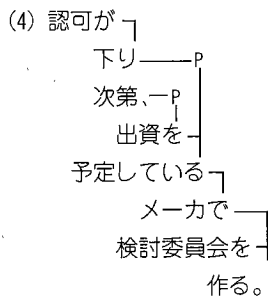 (4) 認可が
下り——P
次第、—P
出資を
予定している
メーカで
検討委員会を
作る。